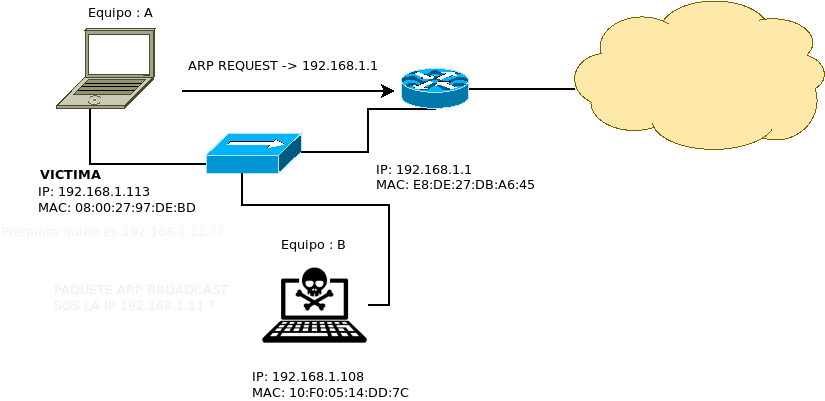 Equipo : A
ARP REQUEST -> 192.168.1.1
VICTIMA
IP: 192.168.1.113
MAC: 08:00:27:97:DE:BD
IP: 192.168.1.1
MAC: E8:DE:27:DB:A6:45
Pregunta quien es 192.168.1.11 ??
Equipo : B
PAQUETE ARP BROADCAST
SOS LA IP 192.168.1.11 ?
IP: 192.168.1.108
MAC: 10:F0:05:14:DD:7C